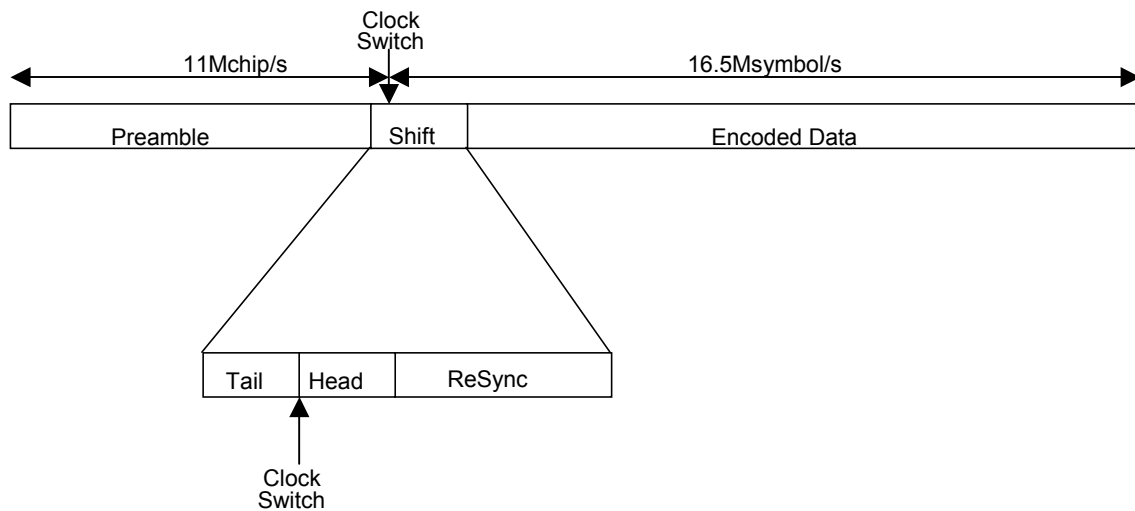 Clock
Switch
11Mchip/s
16.5Msymbol/s
Preamble
Shift
Encoded Data
Tail
Head
ReSync
Clock
Switch